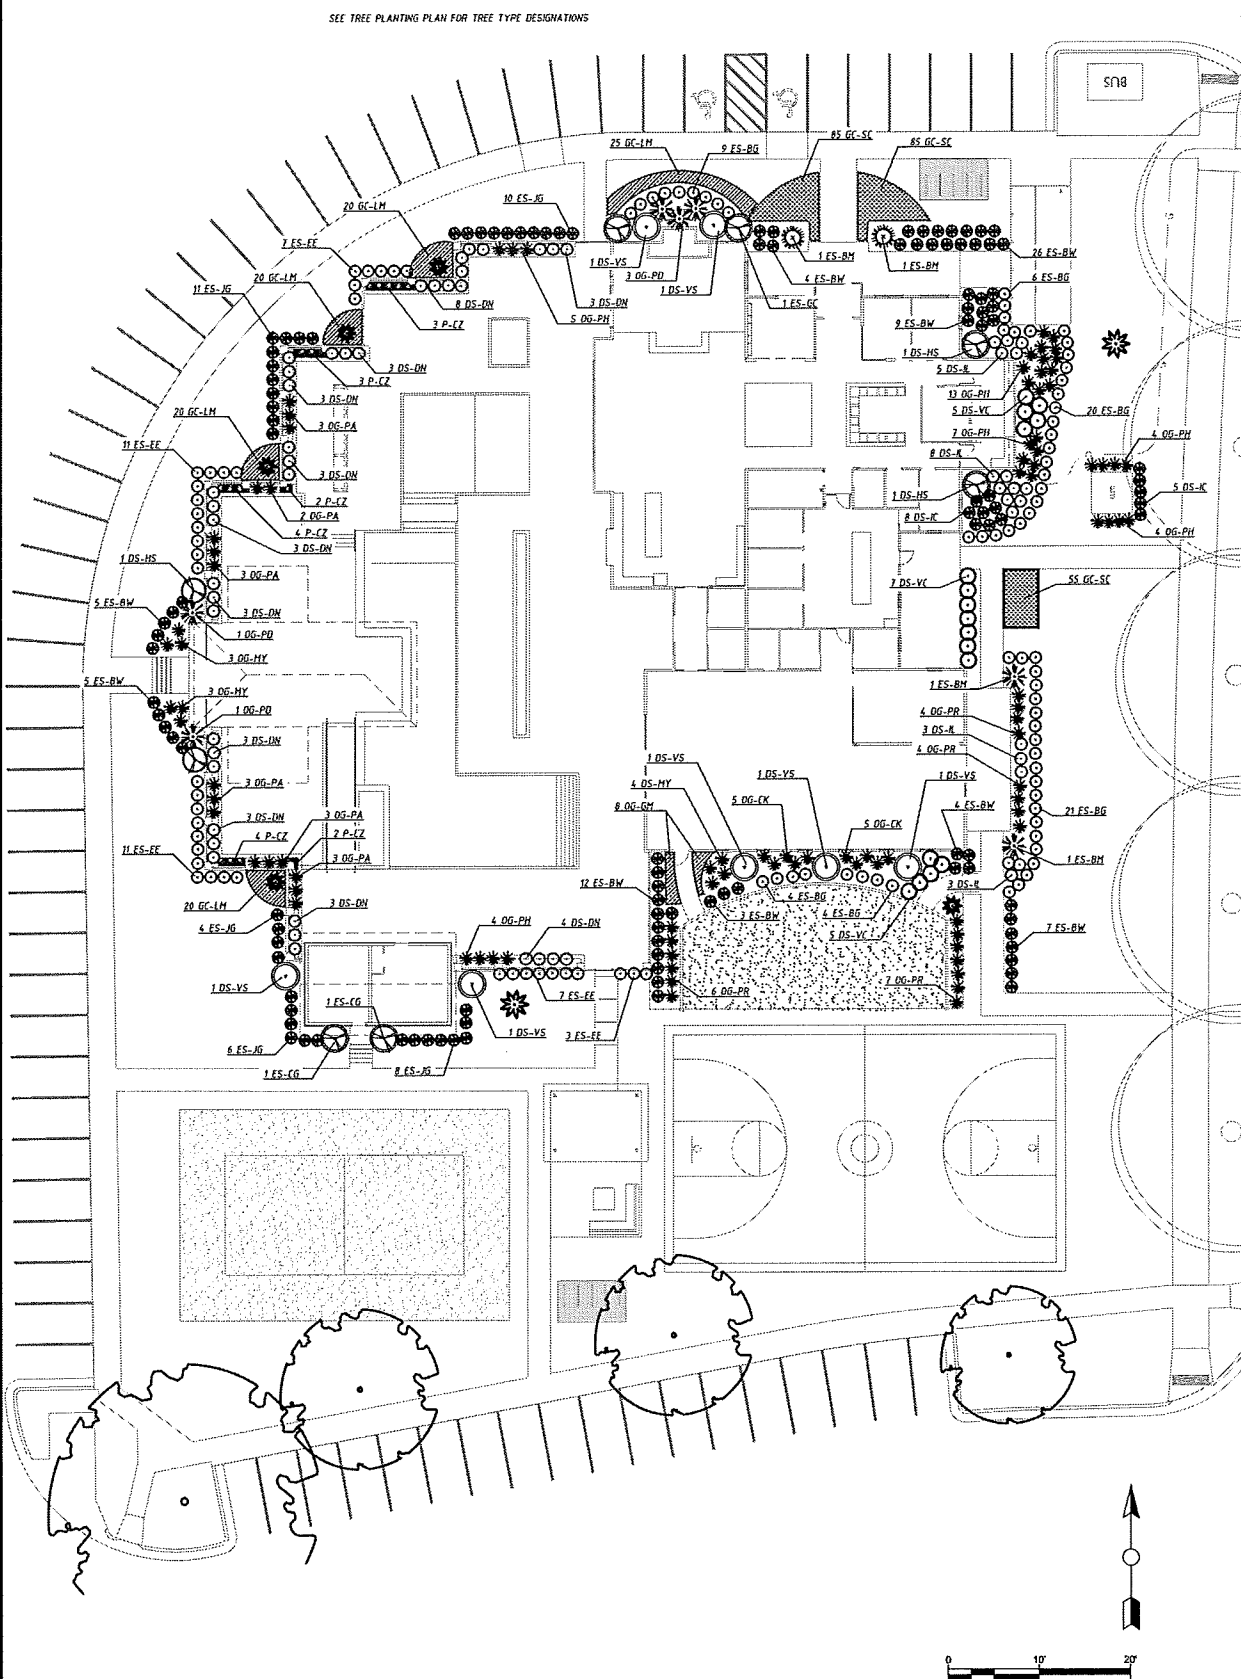 SEE TREE PLANTING PLAN FOR TREE TYPE DESIGNATIONS
BUS
25 GC-LM
9 ES-BG
85 GC-SC
85 GC-SC
10 ES-JG
20 GC-LM
7 ES-EE
20 GC-LM
11 ES-JG
1 DS-VS
3 OG-PD
1 DS-VS
1 ES-GC
4 ES-BW
1 ES-BM
1 ES-BM
26 ES-BW
3 DS-DN
5 OG-PH
8 DS-DN
3 P-CZ
6 ES-BG
9 ES-BW
1 DS-HS
5 DS-IL
3 DS-DN
3 P-CZ
3 DS-DN
3 OG-PA
13 OG-PH
5 DS-VC
20 ES-BG
20 GC-LM
11 ES-EE
3 DS-DN
7 OG-PH
8 DS-IL
4 OG-PH
1 DS-HS
5 DS-IC
8 DS-IC
4 OG-PH
2 P-CZ
2 OG-PA
4 P-CZ
3 DS-DN
1 DS-HS
3 OG-PA
5 ES-BW
3 DS-DN
1 OG-PD
3 OG-MY
7 DS-VC
55 GC-SC
5 ES-BW
3 OG-MY
1 OG-PD
3 DS-DN
1 ES-BM
4 OG-PR
3 DS-IL
4 OG-PR
3 OG-PA
1 DS-VS
4 DS-MY
8 OG-GM
1 DS-VS
5 OG-CK
1 DS-VS
4 ES-BW
5 OG-CK
21 ES-BG
3 DS-DN
3 OG-PA
4 P-CZ
2 P-CZ
11 ES-EE
3 OG-PA
1 ES-BM
3 DS-IL
20 GC-LM
12 ES-BW
4 ES-BG
3 ES-BW
4 ES-BG
5 DS-VC
3 DS-DN
4 ES-JG
4 OG-PH
4 DS-DN
7 ES-BW
1 DS-VS
1 ES-CG
7 ES-EE
6 OG-PR
7 OG-PR
1 DS-VS
3 ES-EE
6 ES-JG
1 ES-CG
8 ES-JG
0 10' 20'